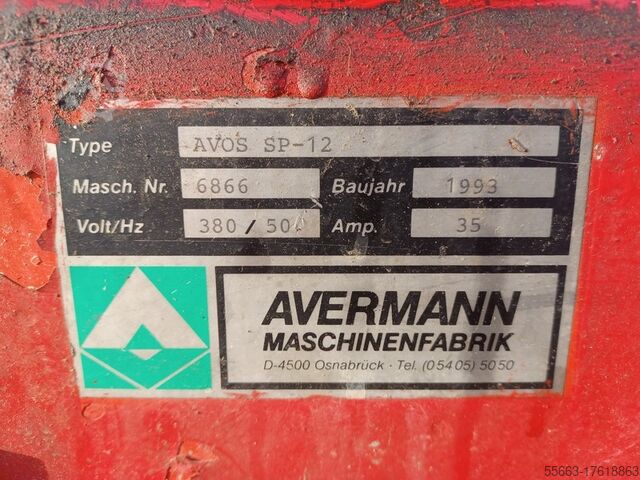 Type AVOS SP-12
Masch. Nr. 6866 Baujahr 1993
Volt/Hz 380 / 50 Amp. 35
AVERMANN
MASCHINENFABRIK
D-4500 Osnabrück · Tel. (05405) 5050
55663-17618863